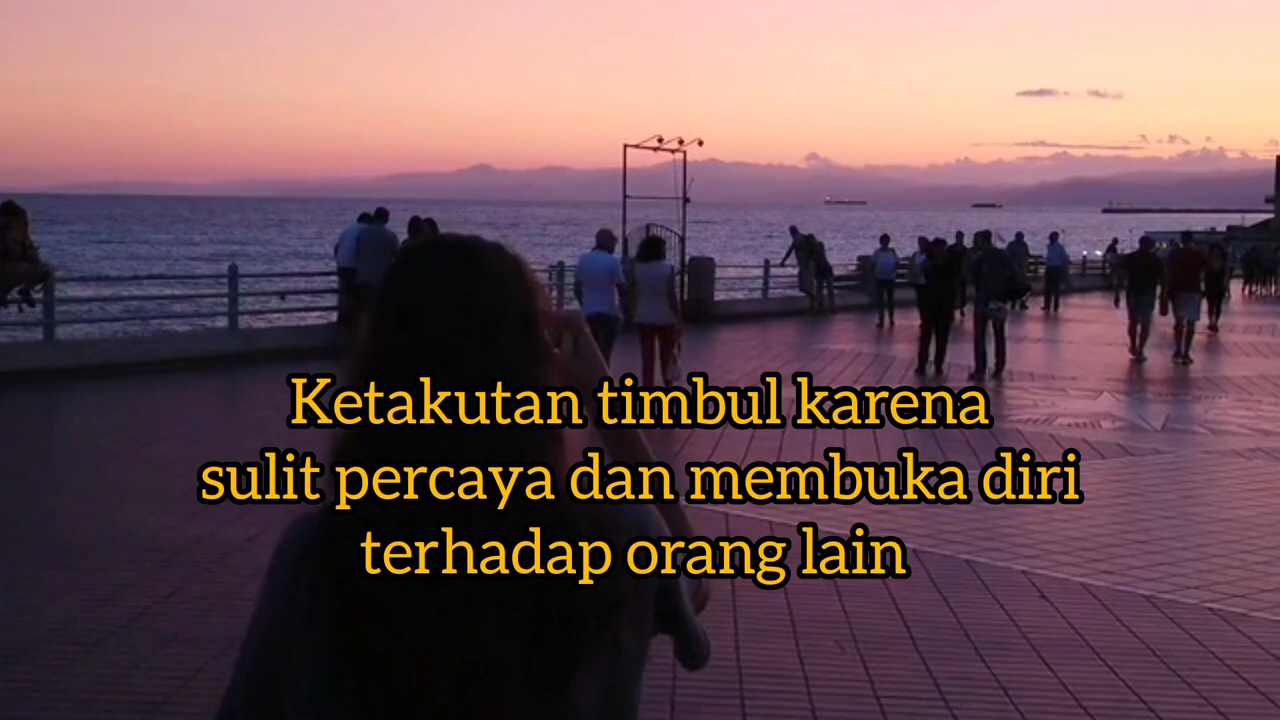 Ketakutan timbul karena
sulit percaya dan membuka diri
terhadap orang lain